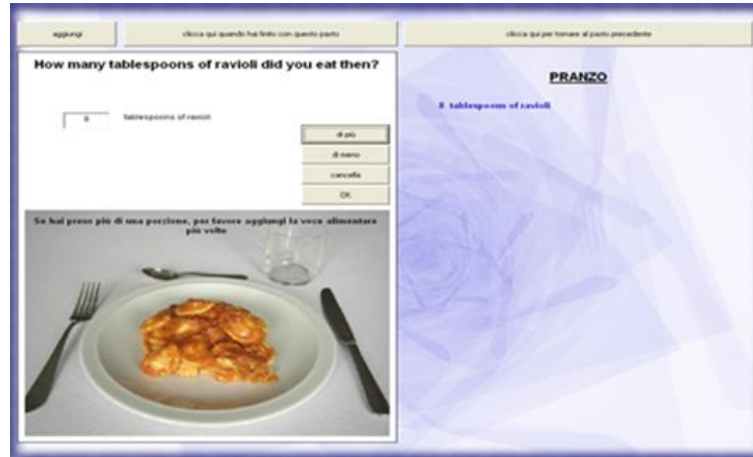 aggiungi
clicca qui quando hai finito con questo pasto
clicca qui per tornare al pasto precedente
How many tablespoons of ravioli did you eat then?
8 tablespoons of ravioli
di più
di meno
cancella
OK
Se hai preso più di una porzione, per favore aggiungi la voce alimentare
più volte
PRANZO
8 tablespoons of ravioli